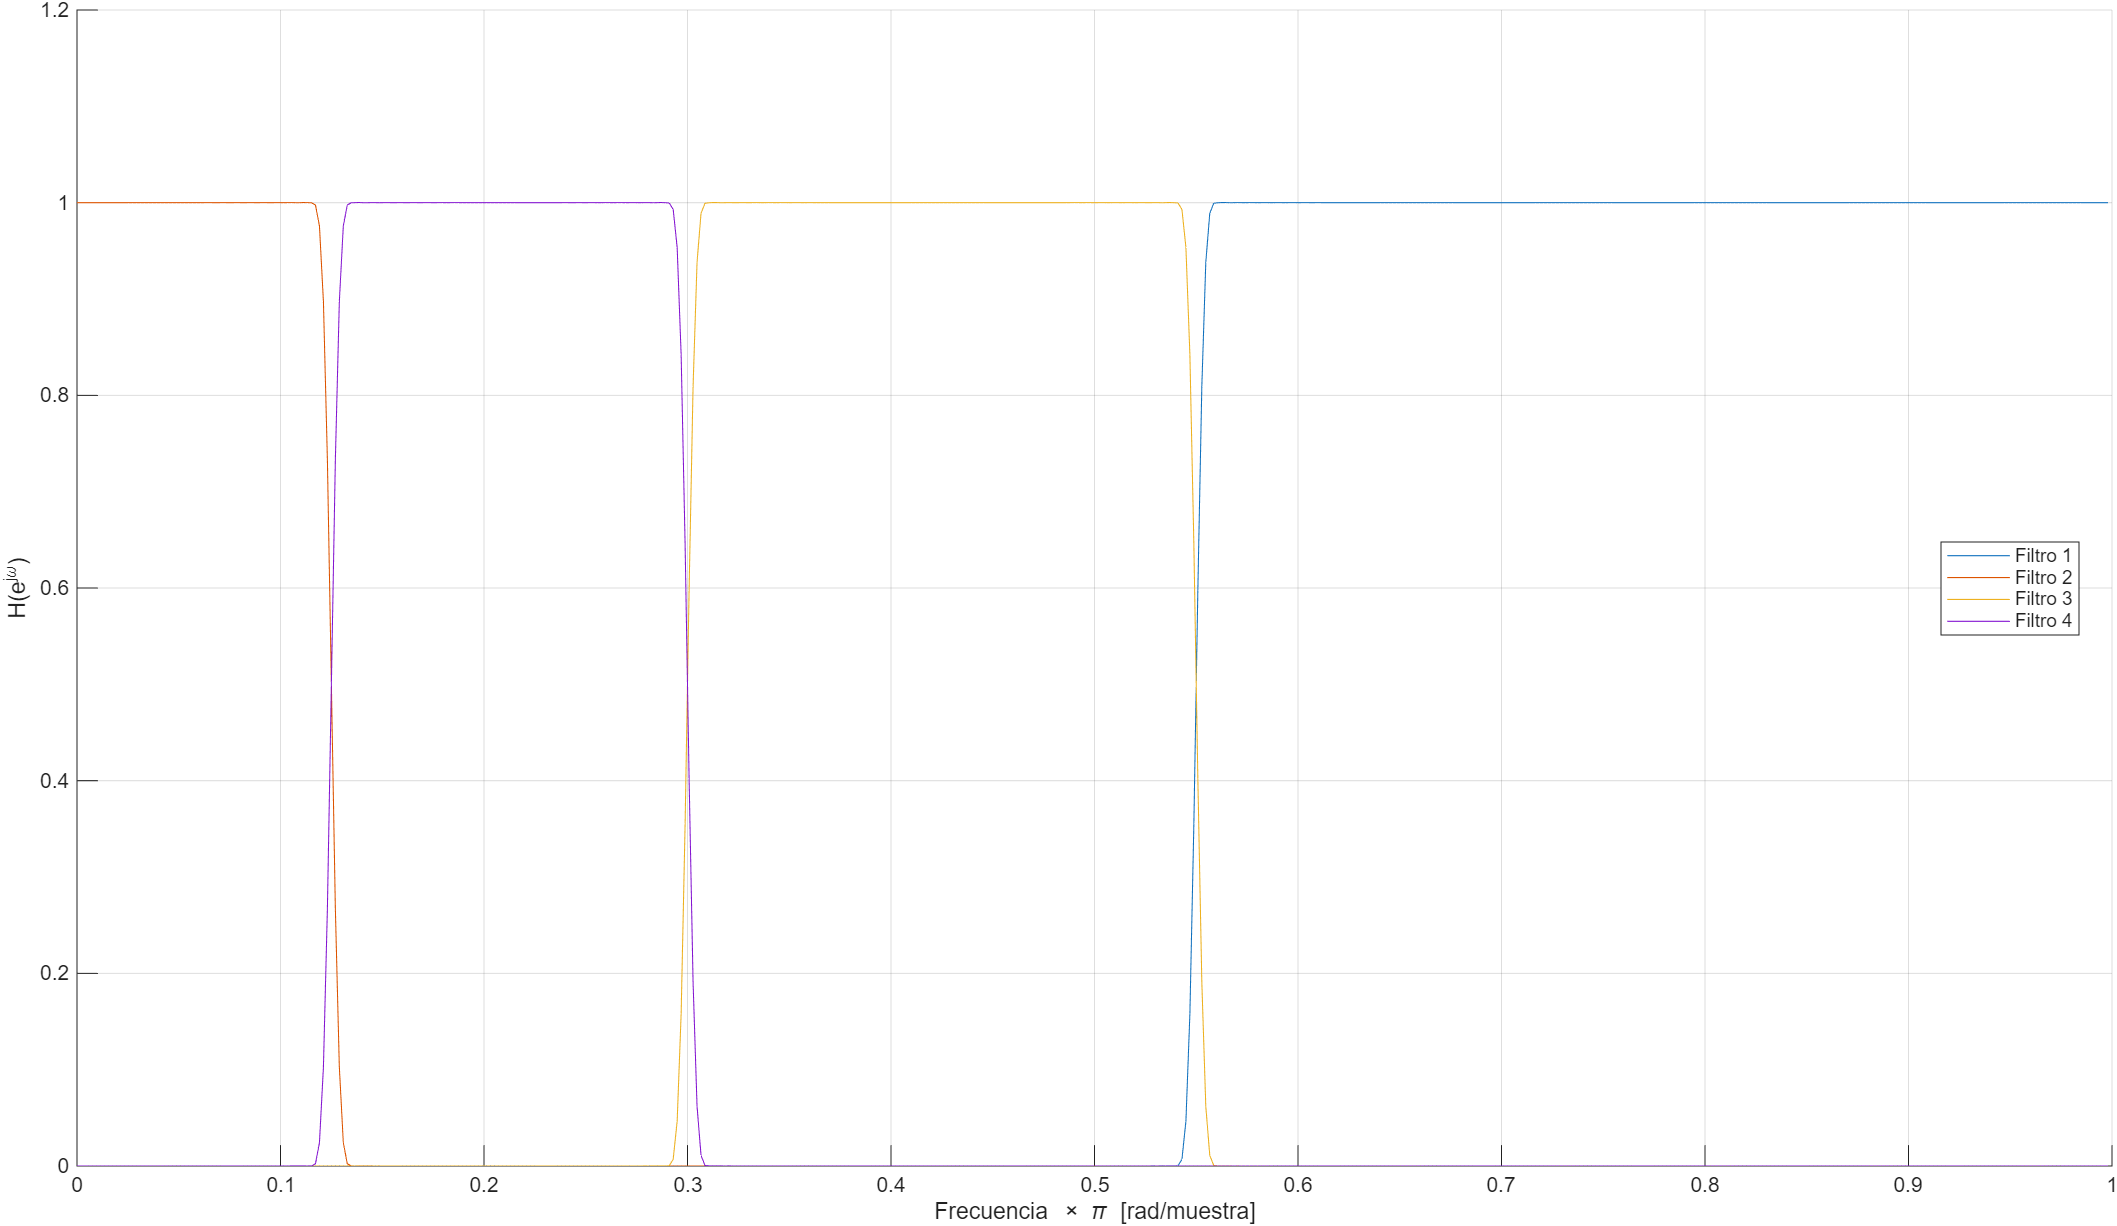 1.2
1
0.8
0.6
0.4
0.2
0
H(e^jω)
0 0.1 0.2 0.3 0.4 0.5 0.6 0.7 0.8 0.9 1
Frecuencia × π [rad/muestra]
Filtro 1
Filtro 2
Filtro 3
Filtro 4